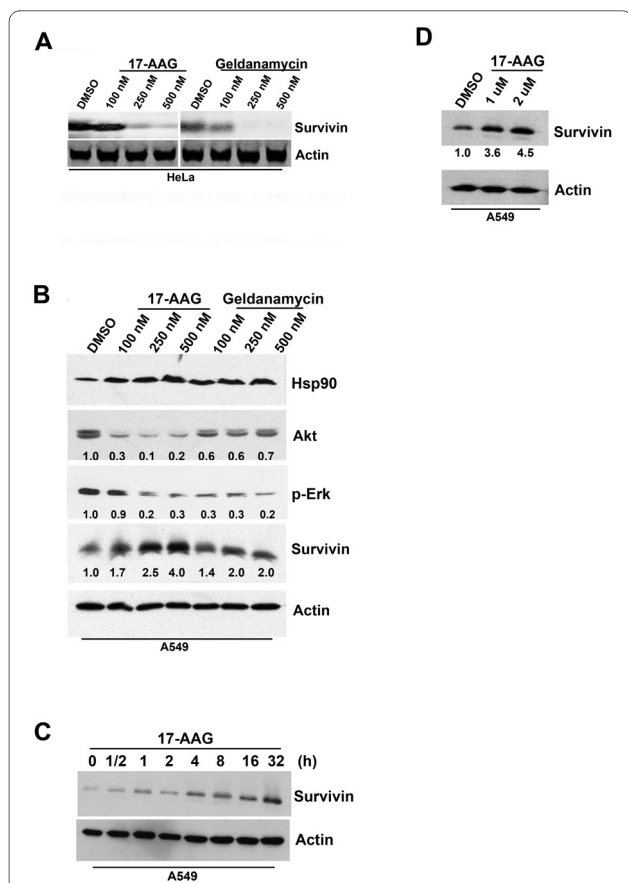 A
17-AAG Geldanamycin
DMSO 100 nM 250 nM 500 nM DMSO 100 nM 250 nM 500 nM
Survivin
Actin
HeLa
B
17-AAG Geldanamycin
DMSO 100 nM 250 nM 500 nM 100 nM 250 nM 500 nM
Hsp90
Akt
1.0 0.3 0.1 0.2 0.6 0.6 0.7
p-Erk
1.0 0.9 0.2 0.3 0.3 0.3 0.2
Survivin
1.0 1.7 2.5 4.0 1.4 2.0 2.0
Actin
A549
C
17-AAG
0 1/2 1 2 4 8 16 32 (h)
Survivin
Actin
A549
D
17-AAG
DMSO 1 uM 2 uM
Survivin
1.0 3.6 4.5
Actin
A549